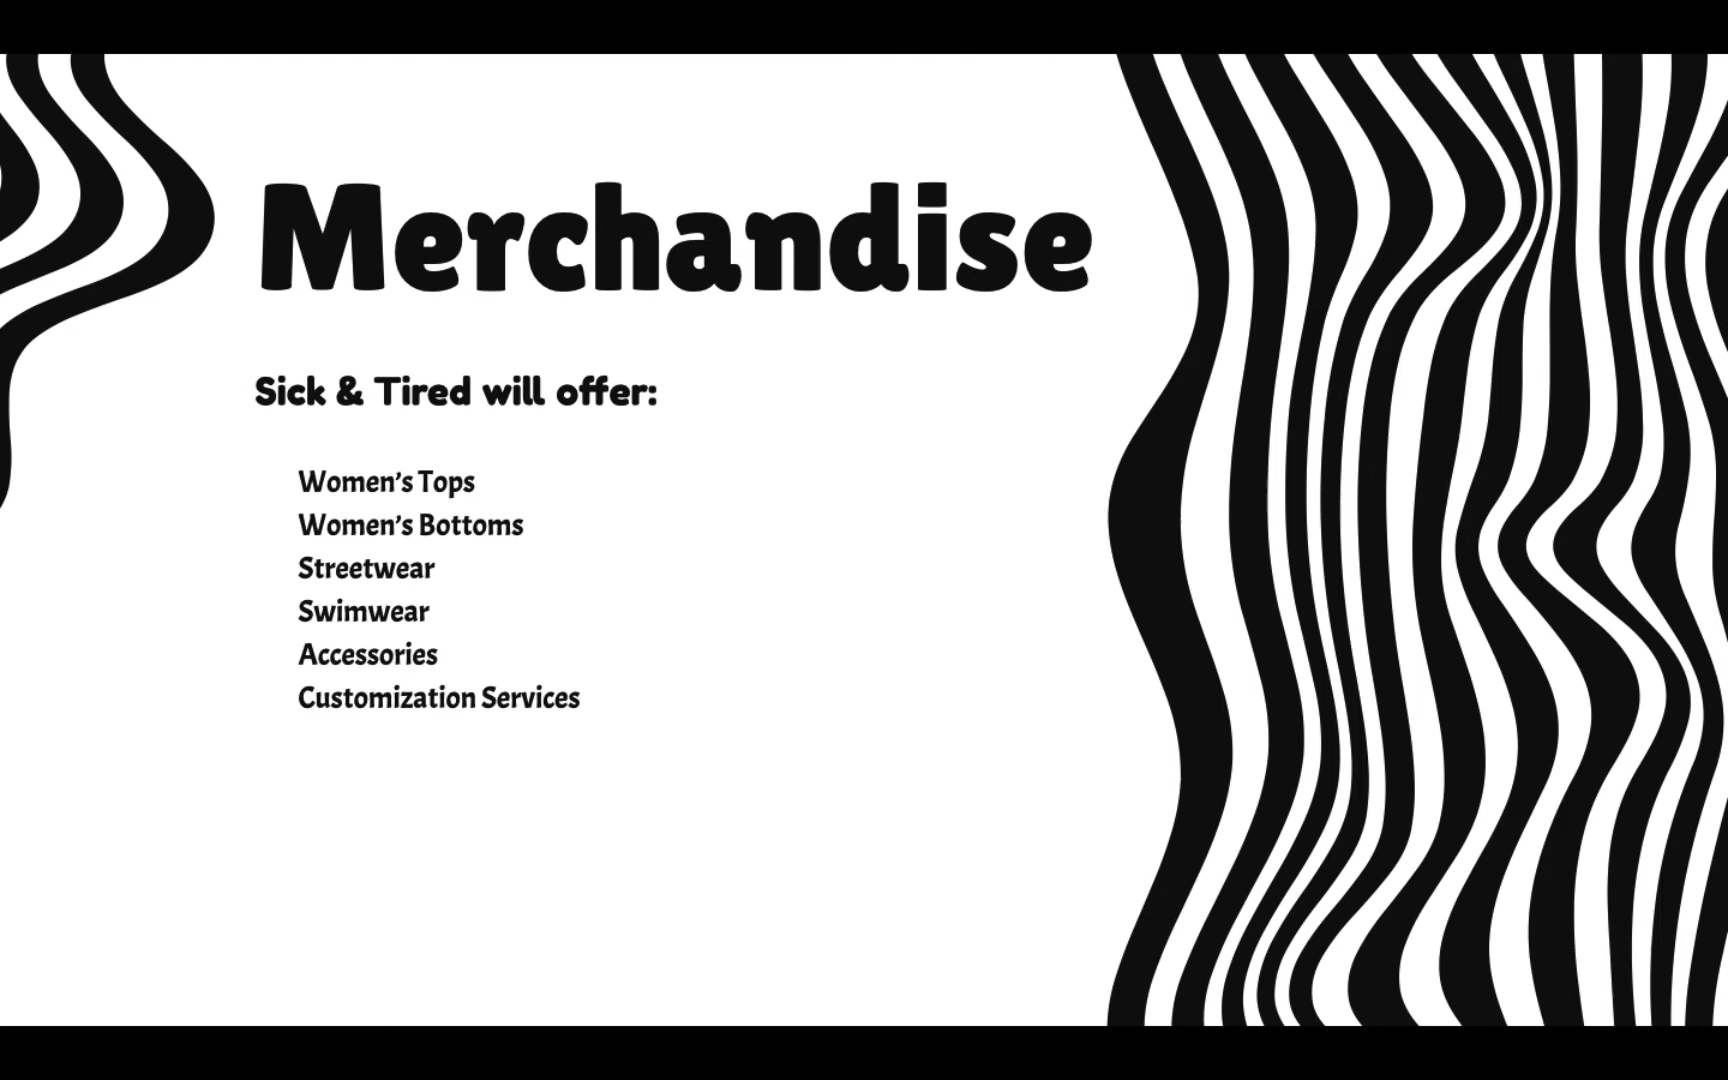 Merchandise
Sick & Tired will offer:
Women’s Tops
Women’s Bottoms
Streetwear
Swimwear
Accessories
Customization Services